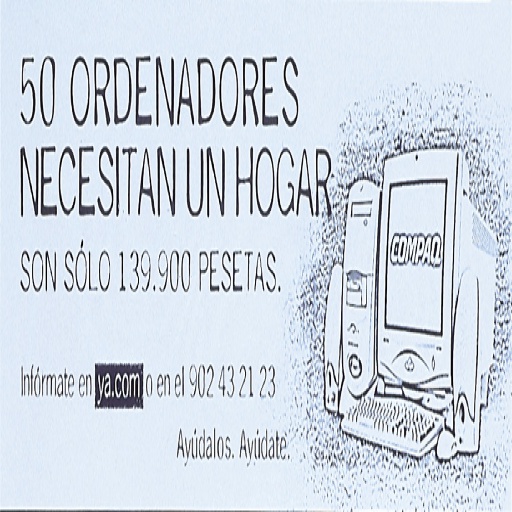 50 ORDENADORES
NECESITAN UN HOGAR
SON SÓLO 139.900 PESETAS.
COMPAQ
Infórmate en ya.com o en el 902 43 21 23
Ayúdalos. Ayúdate.